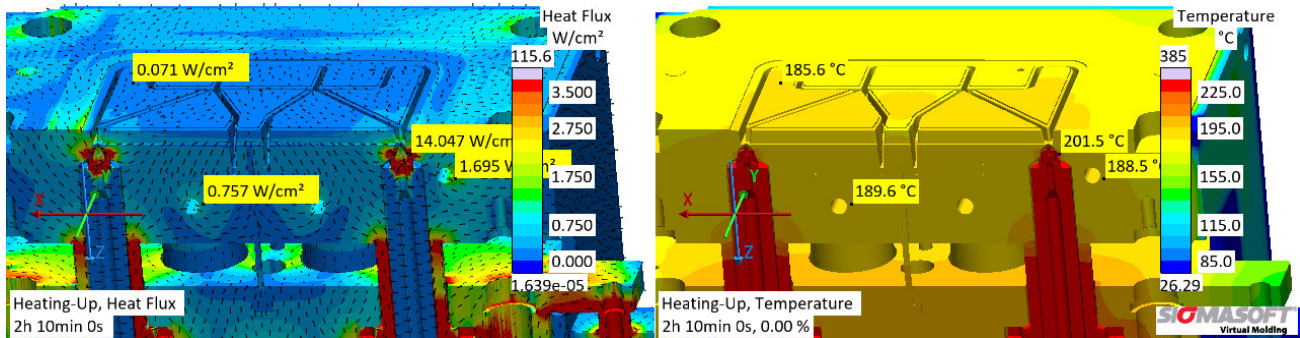 Heat Flux
W/cm²
115.6
3.500
2.750
1.750
0.750
0.000
1.639e-05
0.071 W/cm²
14.047 W/cm²
1.695 W/cm²
0.757 W/cm²
X
Y
Z
Heating-Up, Heat Flux
2h 10min 0s
Temperature
°C
385
225.0
195.0
155.0
115.0
85.0
26.29
185.6 °C
201.5 °C
188.5 °C
189.6 °C
X
Y
Z
Heating-Up, Temperature
2h 10min 0s, 0.00 %
SIGMASOFT
Virtual Molding